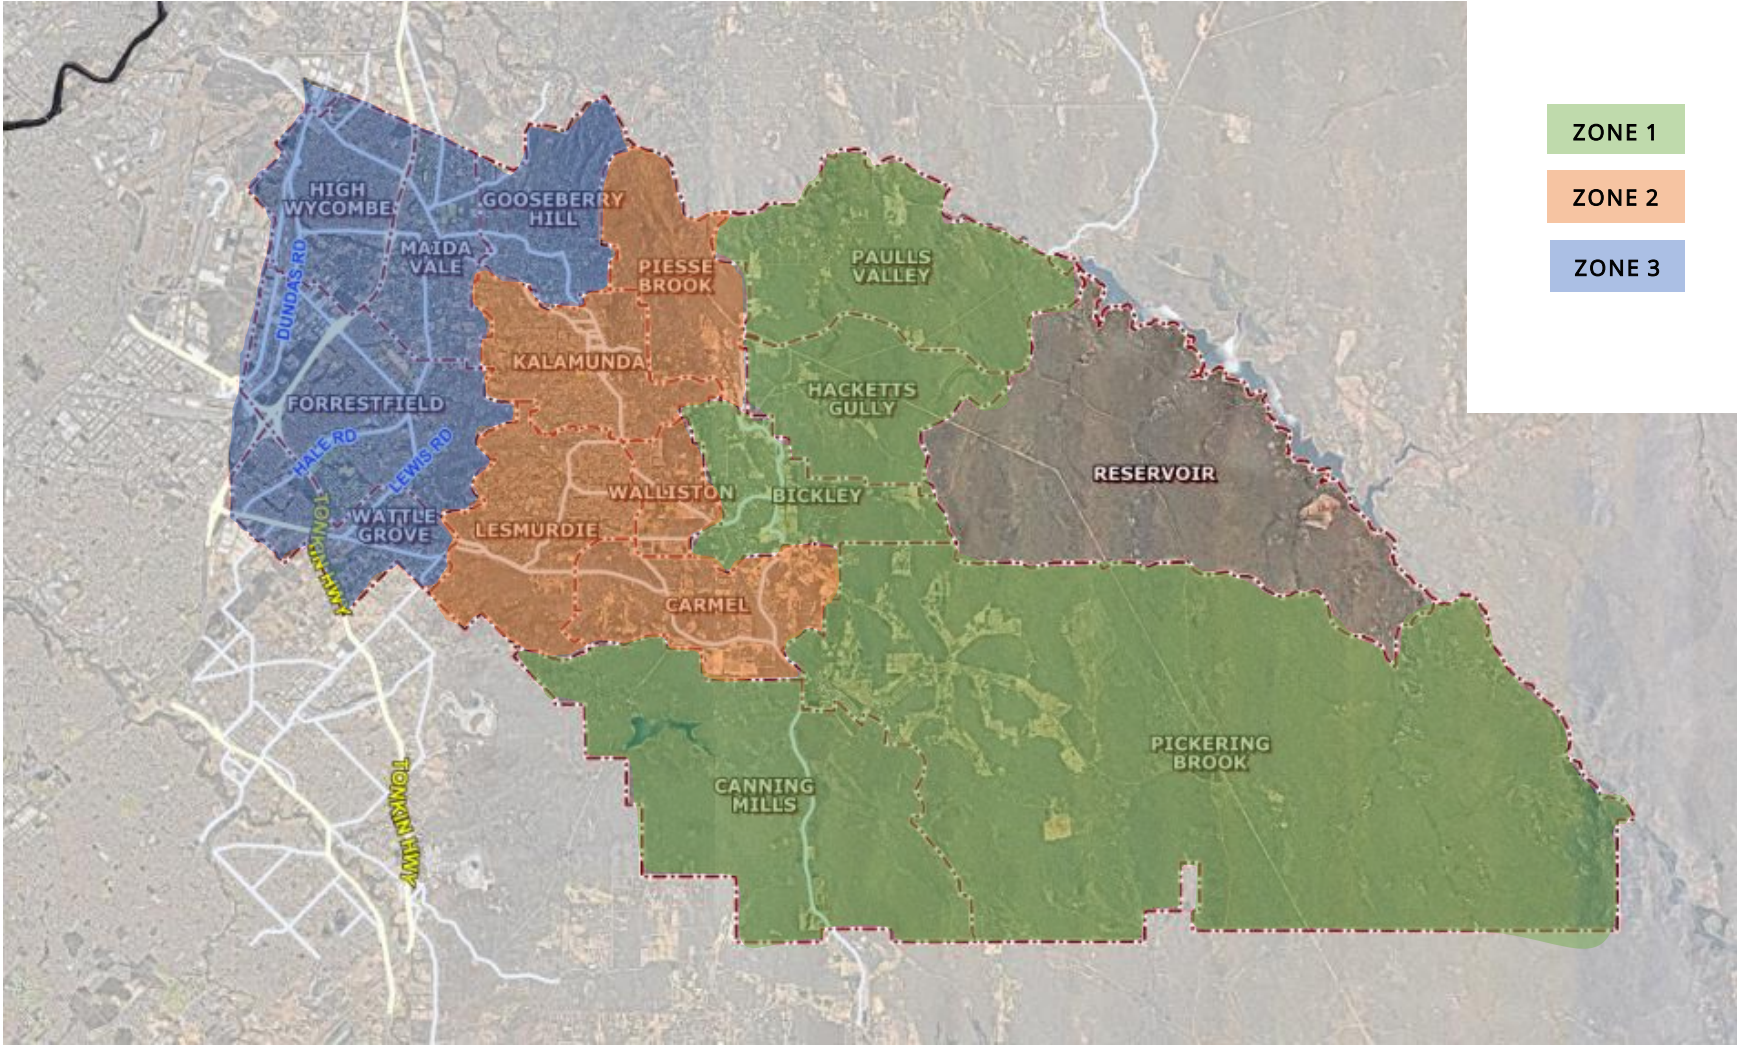 ZONE 1
ZONE 2
ZONE 3
HIGH
WYCOMBE
GOOSEBERRY
HILL
MAIDA
VALE
PIESSE
BROOK
PAULLS
VALLEY
DUNDAS RD
KALAMUNDA
HACKETTS
GULLY
FORRESTFIELD
HALE RD
LEWIS RD
RESERVOIR
WALLISTON
BICKLEY
WATTLE
GROVE
LESMURDIE
TONKIN HWY
CARMEL
PICKERING
BROOK
CANNING
MILLS
TONKIN HWY